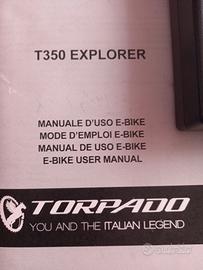 T350 EXPLORER
MANUALE D'USO E-BIKE
MODE D'EMPLOI E-BIKE
MANUAL DE USO E-BIKE
E-BIKE USER MANUAL
TORPADO
YOU AND THE ITALIAN LEGEND
subito